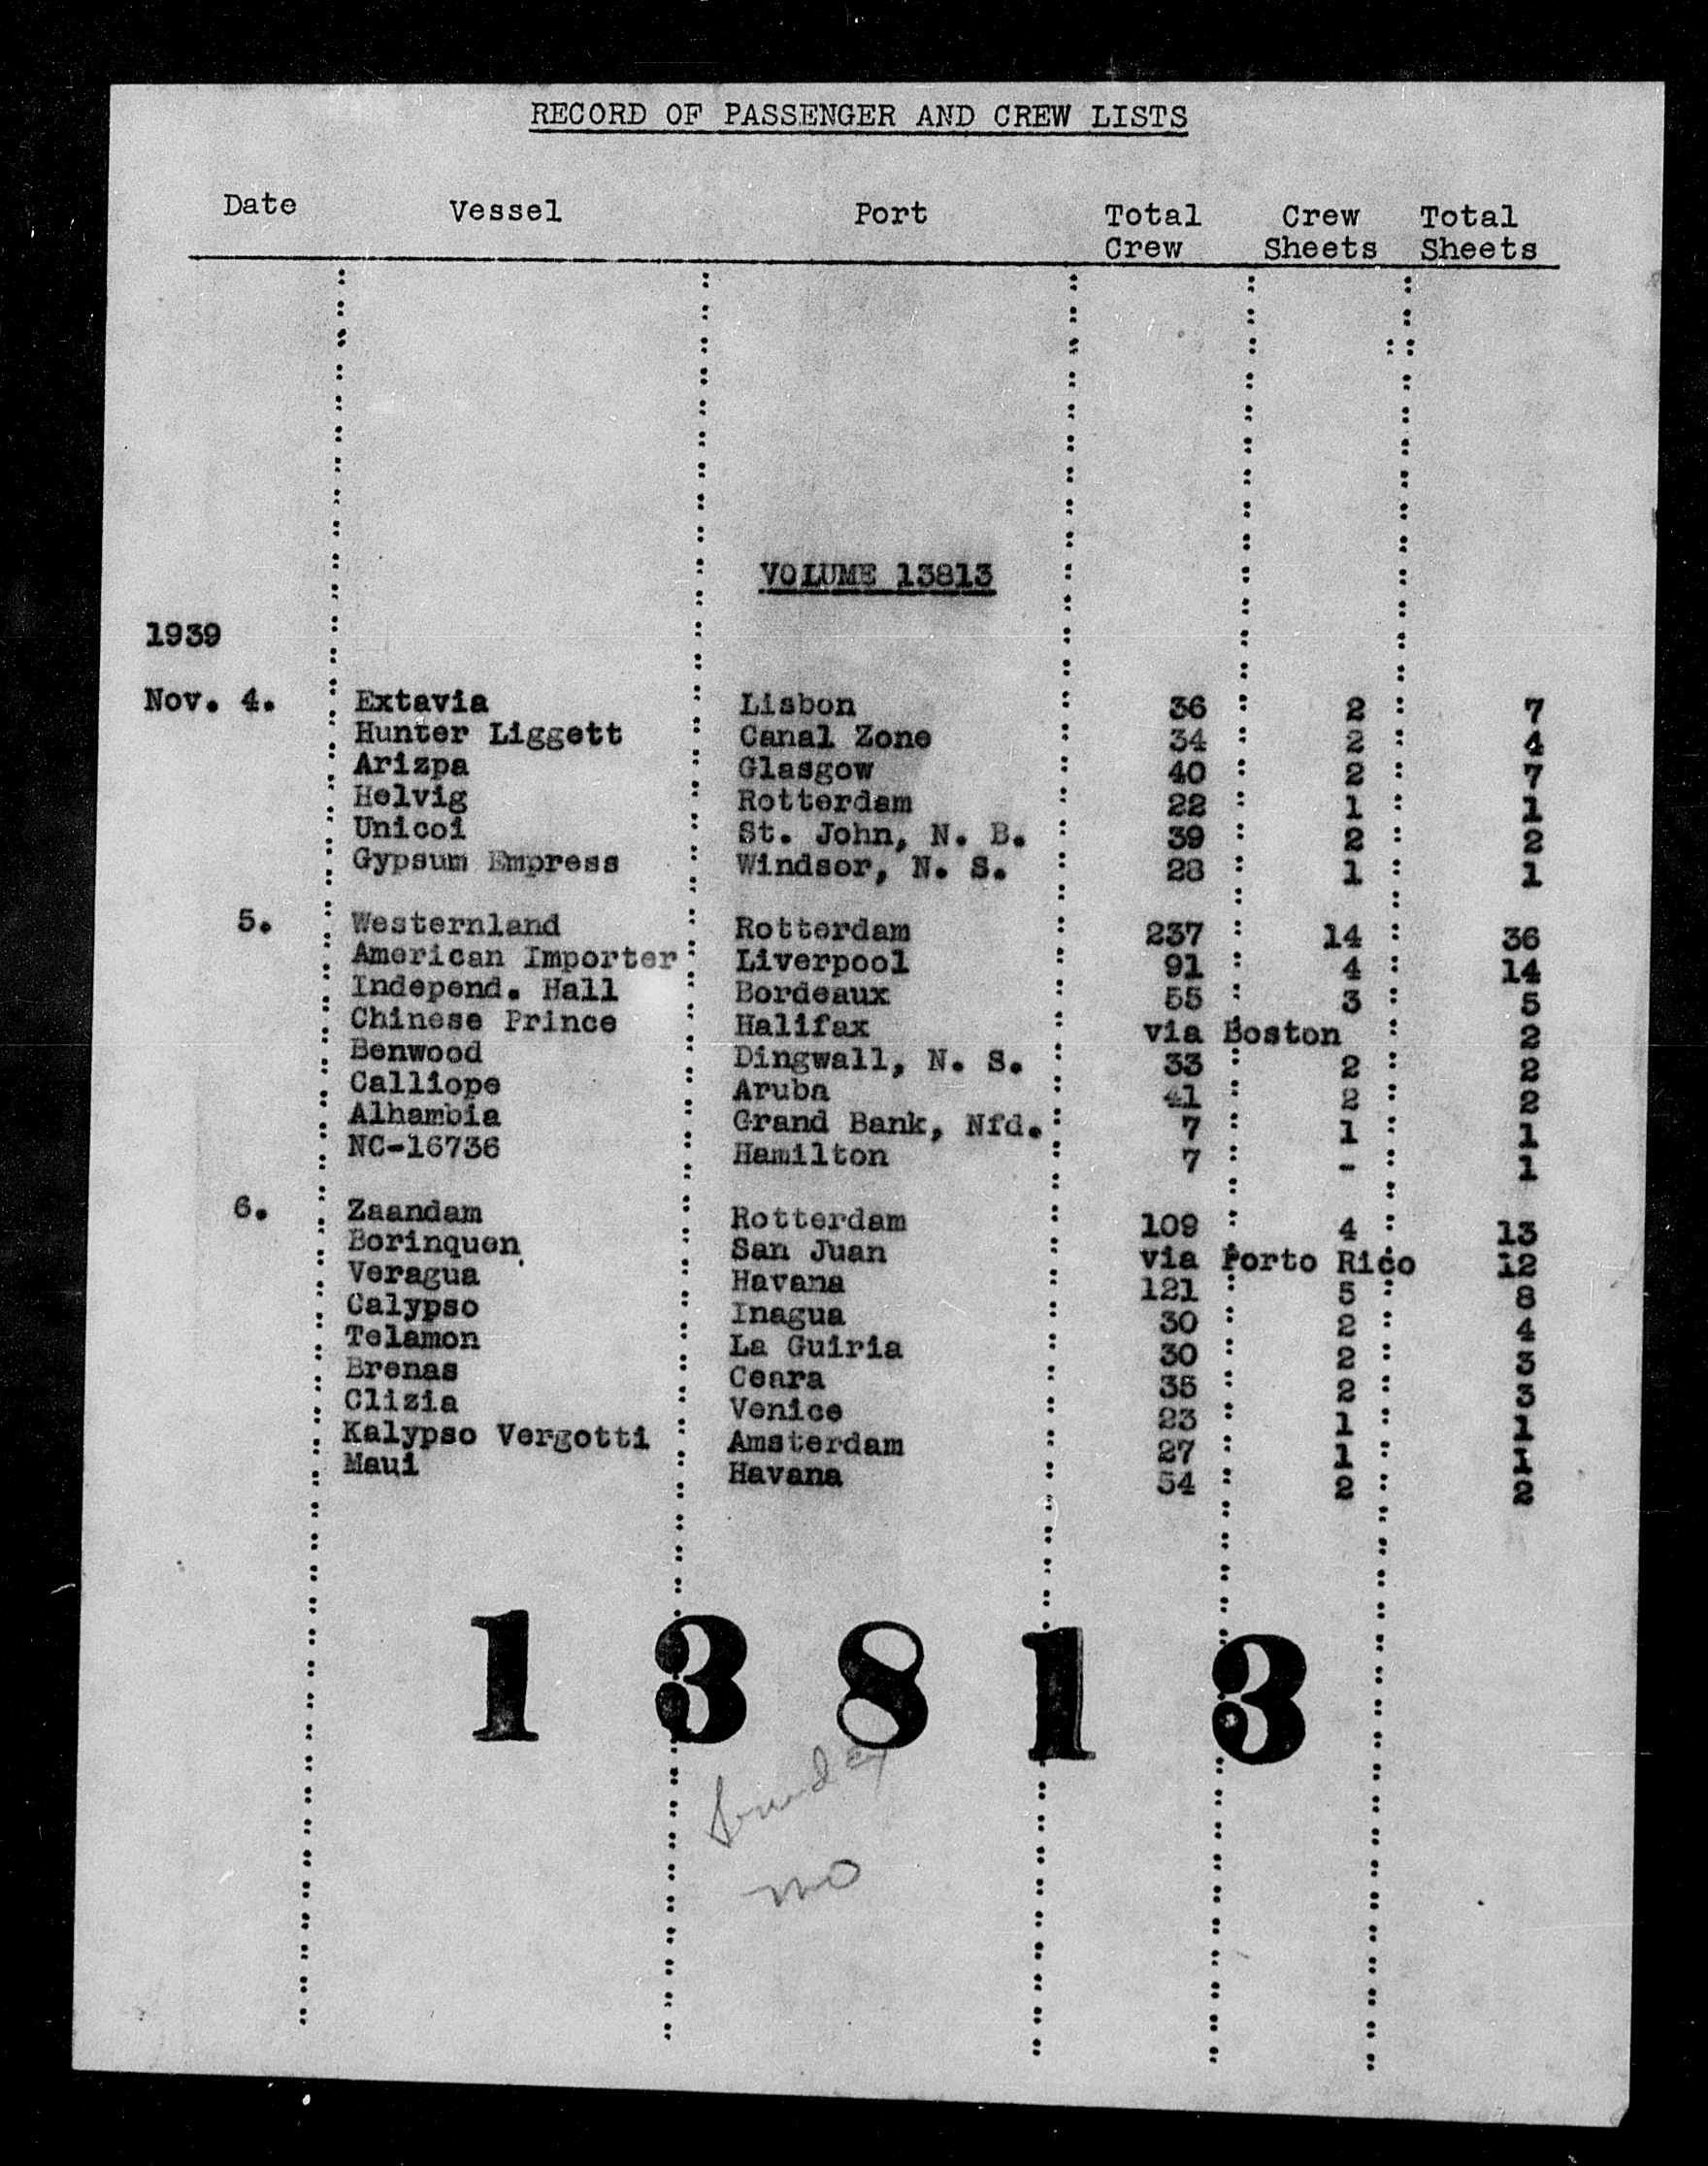 RECORD OF PASSENGER AND CREW LISTS
Date Vessel Port Total Crew Crew Sheets Total Sheets
VOLUME 13813
1939
Nov. 4. Extavia Lisbon 36 2 7
Hunter Liggett Canal Zone 34 2 4
Arizpa Glasgow 40 2 7
Helvig Rotterdam 22 1 1
Unicoi St. John, N. B. 39 2 2
Gypsum Empress Windsor, N. S. 28 1 1
5. Westernland Rotterdam 237 14 36
American Importer Liverpool 91 4 14
Independ. Hall Bordeaux 55 3 5
Chinese Prince Halifax via Boston 2
Benwood Dingwall, N. S. 33 2 2
Calliope Aruba 41 2 2
Alhambia Grand Bank, Nfd. 7 1 1
NC-16736 Hamilton 7 - 1
6. Zaandam Rotterdam 109 4 13
Borinquen San Juan via Porto Rico 12
Veragua Havana 121 5 8
Calypso Inagua 30 2 4
Telamon La Guiria 30 2 3
Brenas Ceara 35 2 3
Clizia Venice 23 1 1
Kalypso Vergotti Amsterdam 27 1 1
Maui Havana 54 2 2
13813